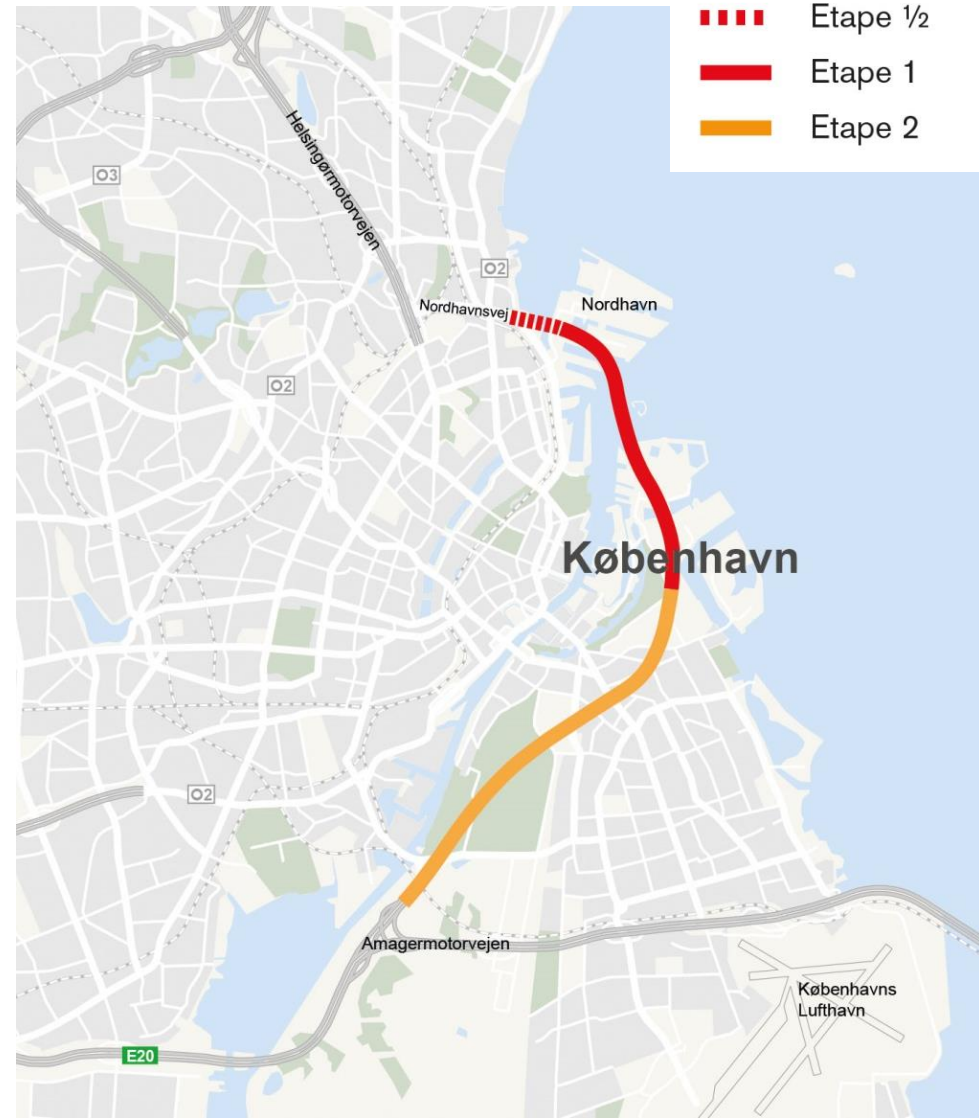 Etape ½
Etape 1
Etape 2
Helsingørmotorvejen
O3
O2
Nordhavnsvej
Nordhavn
O2
København
O2
Amagermotorvejen
Københavns
Lufthavn
E20